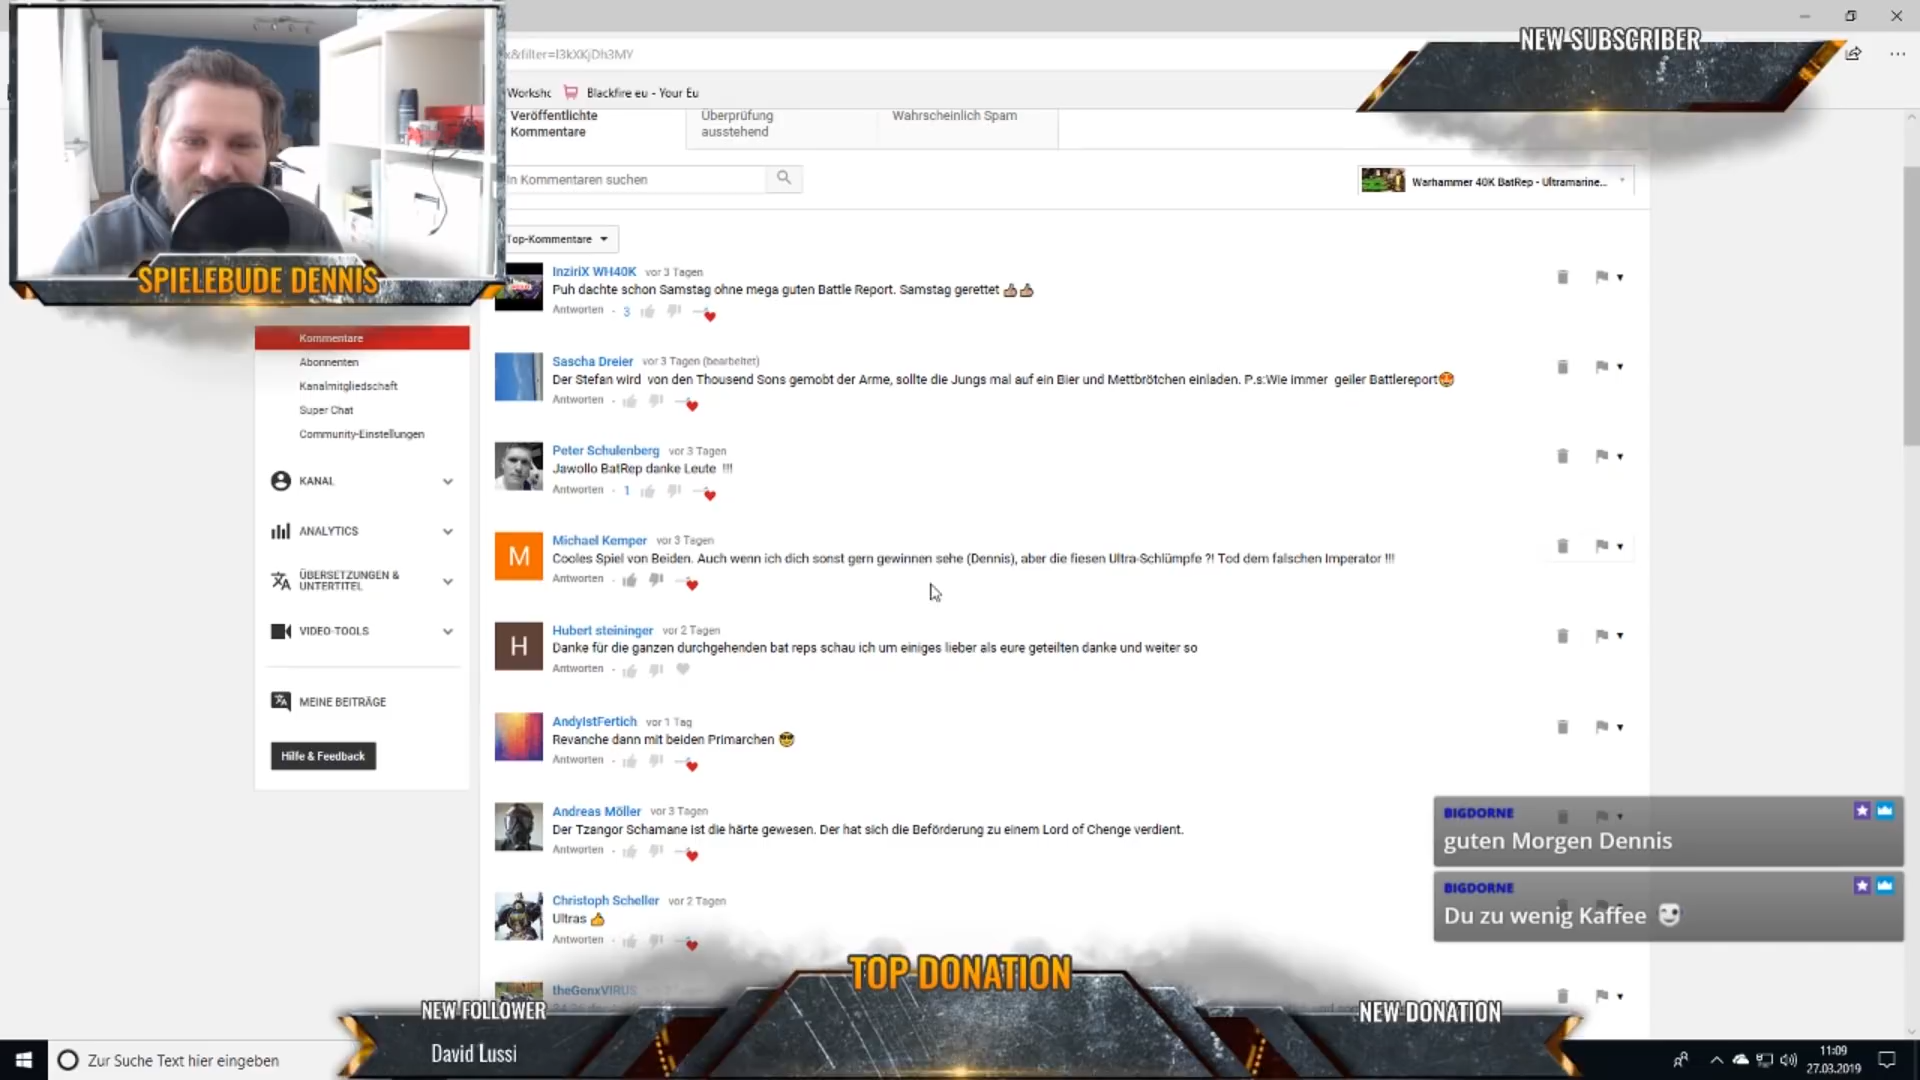 NEW SUBSCRIBER
x&filter=l3kXKjDh3MY
Worksho
Blackfire eu - Your Eu
Veröffentlichte
Kommentare
Überprüfung
ausstehend
Wahrscheinlich Spam
In Kommentaren suchen
Warhammer 40K BatRep - Ultramarine...
Top-Kommentare
SPIELEBUDE DENNIS
InziriX WH40K vor 3 Tagen
Puh dachte schon Samstag ohne mega guten Battle Report. Samstag gerettet 👍👍
Antworten · 3
Kommentare
Abonnenten
Kanalmitgliedschaft
Super Chat
Community-Einstellungen
KANAL
ANALYTICS
ÜBERSETZUNGEN &
UNTERTITEL
VIDEO-TOOLS
MEINE BEITRÄGE
Hilfe & Feedback
Sascha Dreier vor 3 Tagen (bearbeitet)
Der Stefan wird von den Thousend Sons gemobt der Arme, sollte die Jungs mal auf ein Bier und Mettbrötchen einladen. P.s:Wie immer geiler Battlereport😍
Antworten ·
Peter Schulenberg vor 3 Tagen
Jawollo BatRep danke Leute !!!
Antworten · 1
M
Michael Kemper vor 3 Tagen
Cooles Spiel von Beiden. Auch wenn ich dich sonst gern gewinnen sehe (Dennis), aber die fiesen Ultra-Schlümpfe ?! Tod dem falschen Imperator !!!
Antworten ·
H
Hubert steininger vor 2 Tagen
Danke für die ganzen durchgehenden bat reps schau ich um einiges lieber als eure geteilten danke und weiter so
Antworten ·
AndyIstFertich vor 1 Tag
Revanche dann mit beiden Primarchen 😎
Antworten ·
Andreas Möller vor 3 Tagen
Der Tzangor Schamane ist die härte gewesen. Der hat sich die Beförderung zu einem Lord of Chenge verdient.
Antworten ·
Christoph Scheller vor 2 Tagen
Ultras 👍
Antworten ·
theGenxVIRUS
BIGDORNE
guten Morgen Dennis
BIGDORNE
Du zu wenig Kaffee
TOP DONATION
NEW FOLLOWER
David Lussi
NEW DONATION
Zur Suche Text hier eingeben
11:09
27.03.2019